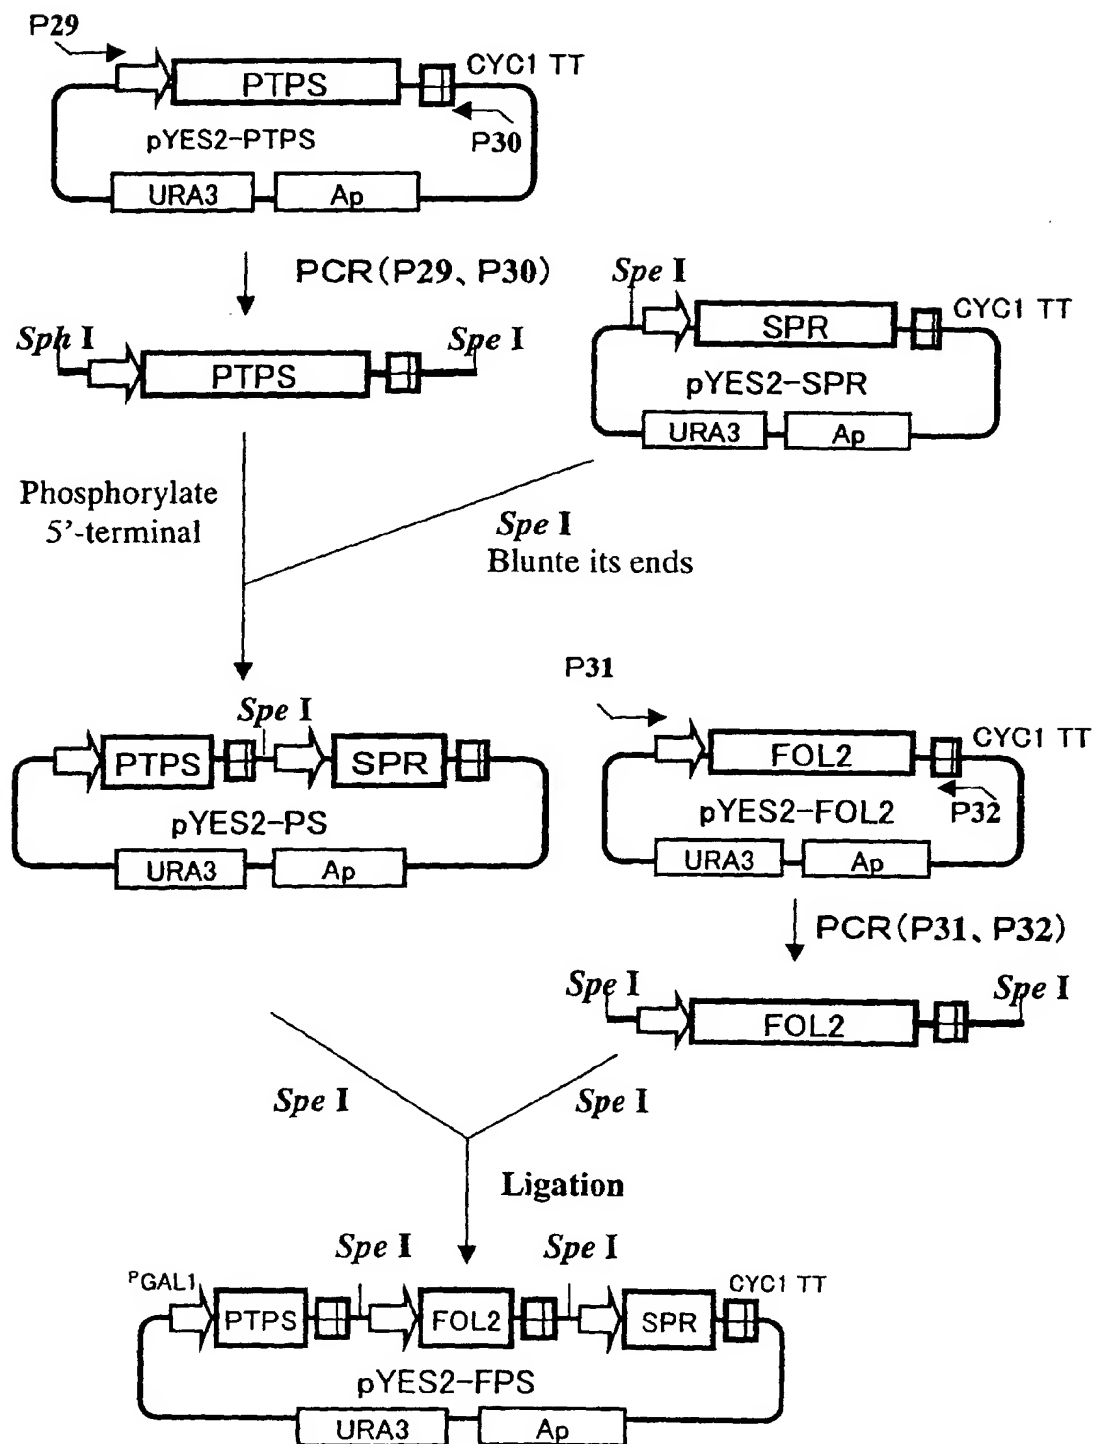 P29
CYC1 TT
PTPS
pYES2-PTPS
P30
URA3
Ap
PCR(P29、P30)
Sph I
Spe I
PTPS
Spe I
CYC1 TT
SPR
pYES2-SPR
URA3
Ap
Phosphorylate
5'-terminal
Spe I
Blunte its ends
Spe I
PTPS
SPR
pYES2-PS
URA3
Ap
P31
CYC1 TT
FOL2
pYES2-FOL2
P32
URA3
Ap
PCR(P31、P32)
Spe I
Spe I
FOL2
Spe I
Spe I
Ligation
Spe I
Spe I
PGAL1
CYC1 TT
PTPS
FOL2
SPR
pYES2-FPS
URA3
Ap